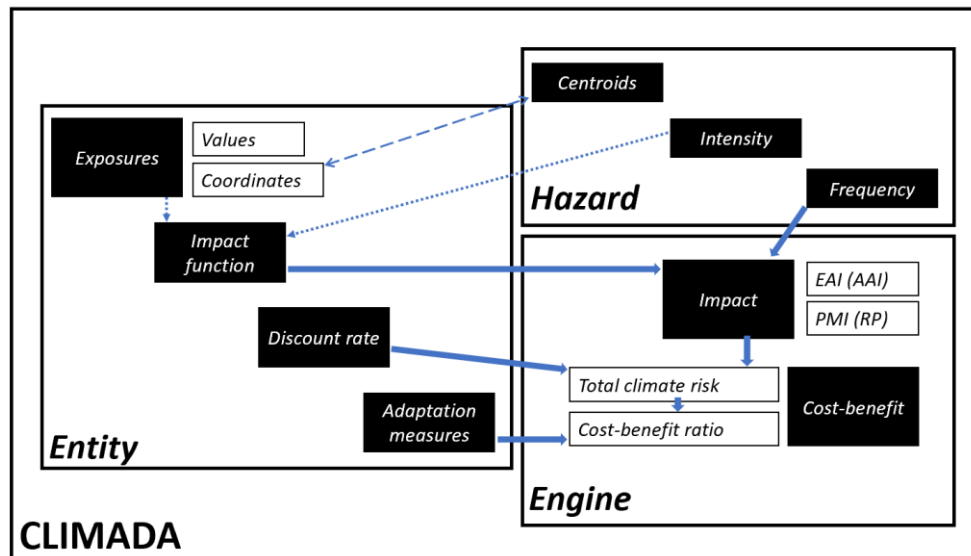 Centroids
Intensity
Frequency
Hazard
Exposures
Values
Coordinates
Impact
function
Discount rate
Adaptation
measures
Entity
Impact
EAI (AAI)
PMI (RP)
Total climate risk
Cost-benefit ratio
Cost-benefit
Engine
CLIMADA